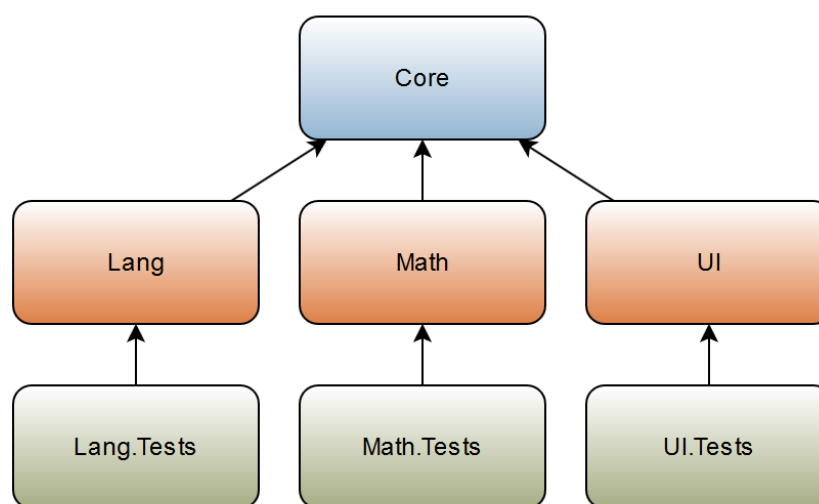 Core
Lang
Math
UI
Lang.Tests
Math.Tests
UI.Tests